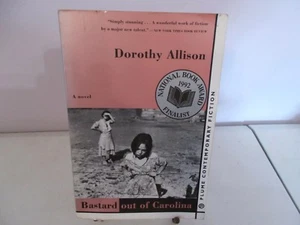 "Simply stunning... A wonderful work of fiction
by a major new talent." — NEW YORK TIMES BOOK REVIEW
Dorothy Allison
A novel
NATIONAL BOOK AWARD
1992
FINALIST
Bastard out of Carolina
PLUME CONTEMPORARY FICTION